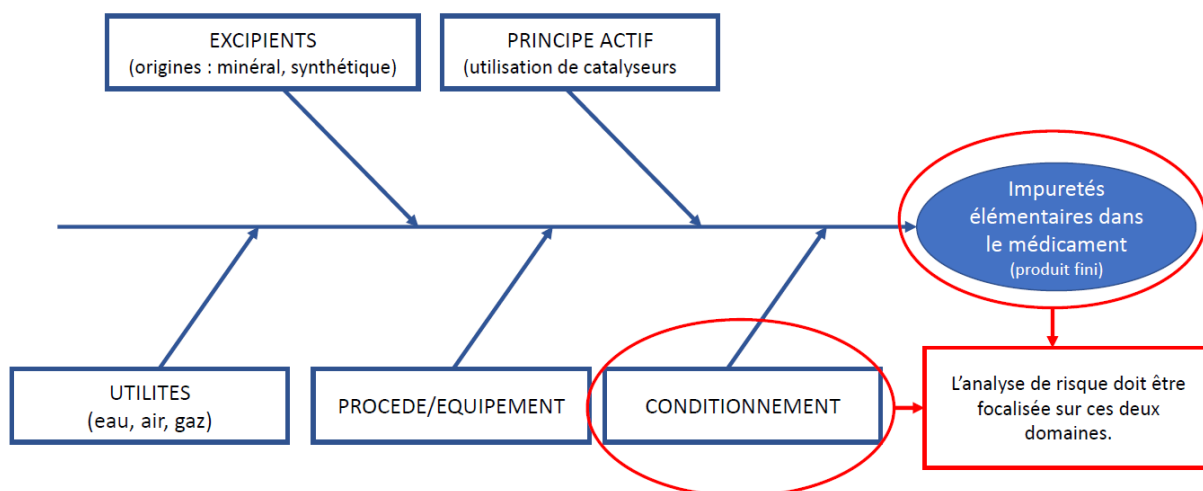 EXCIPIENTS
(origines : minéral, synthétique)
PRINCIPE ACTIF
(utilisation de catalyseurs
Impuretés
élémentaires dans
le médicament
(produit fini)
UTILITES
(eau, air, gaz)
PROCEDE/EQUIPEMENT
CONDITIONNEMENT
L'analyse de risque doit être
focalisée sur ces deux
domaines.